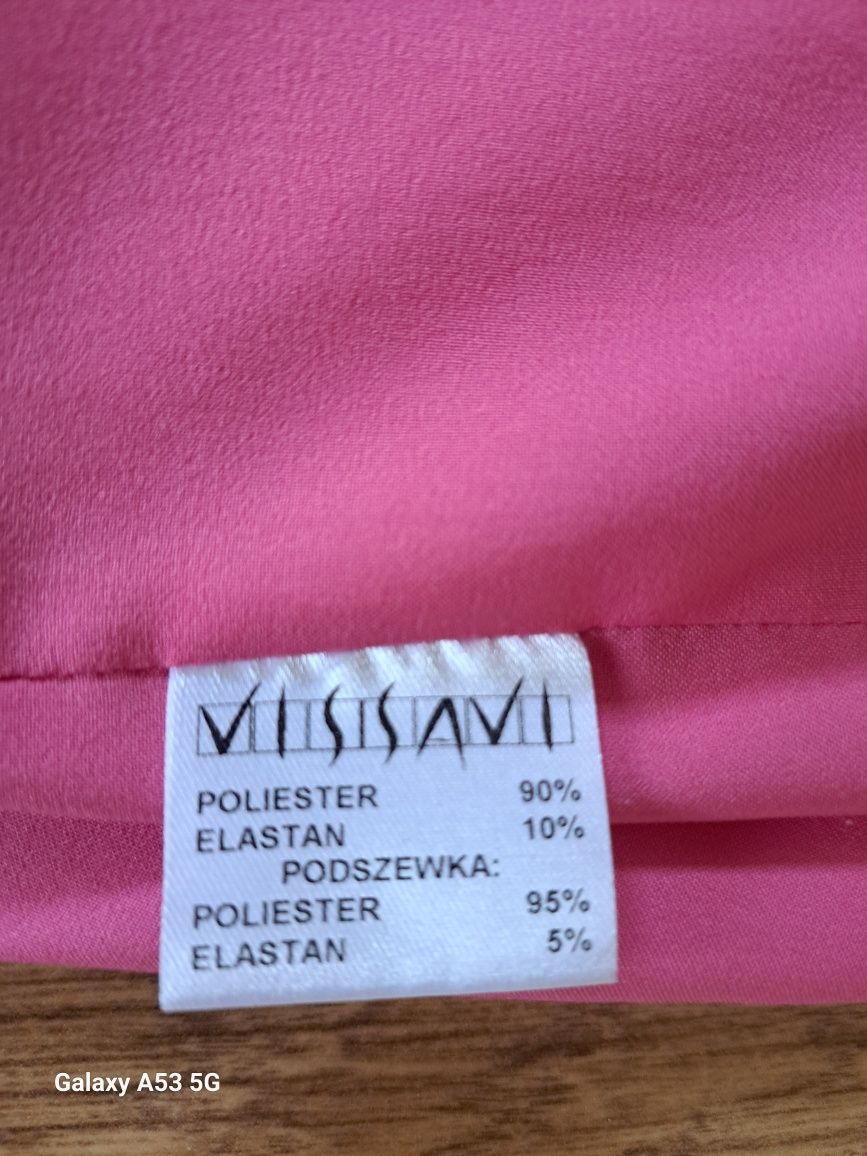 VISSAVI
POLIESTER 90%
ELASTAN 10%
PODSZEWKA:
POLIESTER 95%
ELASTAN 5%
Galaxy A53 5G